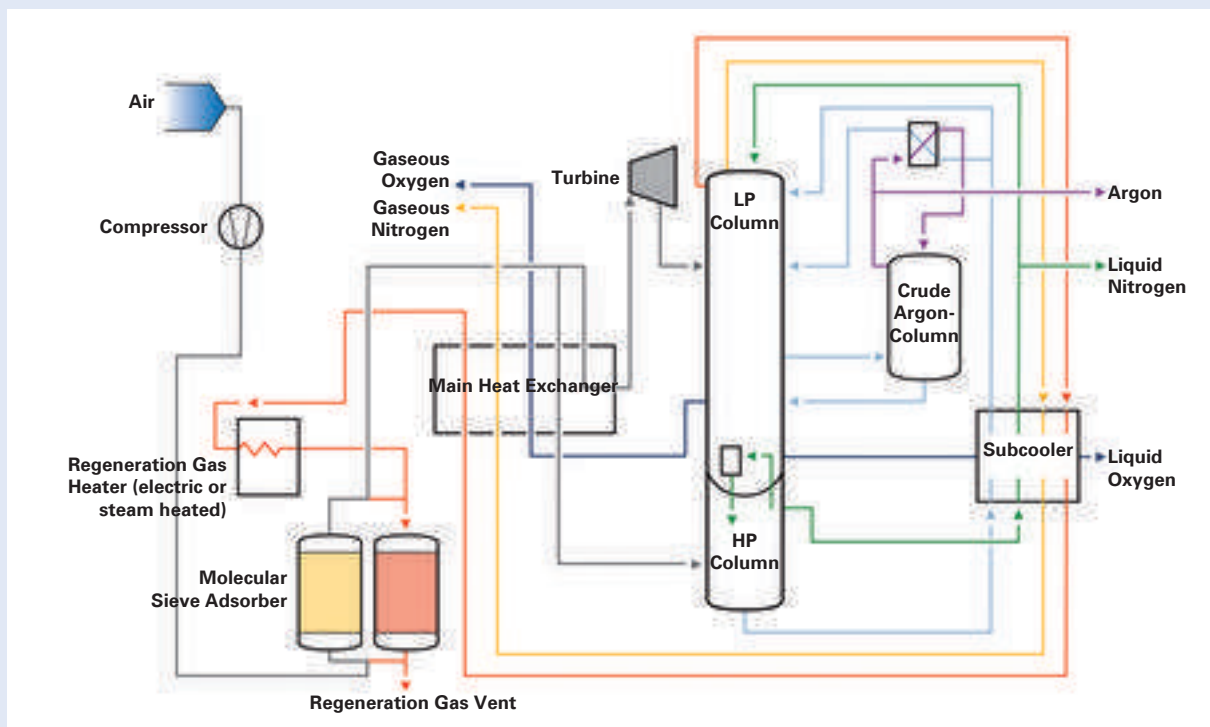 Air
Compressor
Gaseous
Oxygen
Gaseous
Nitrogen
Turbine
LP
Column
Argon
Liquid
Nitrogen
Crude
Argon-
Column
Main Heat Exchanger
Subcooler
Liquid
Oxygen
Regeneration Gas
Heater (electric or
steam heated)
HP
Column
Molecular
Sieve Adsorber
Regeneration Gas Vent